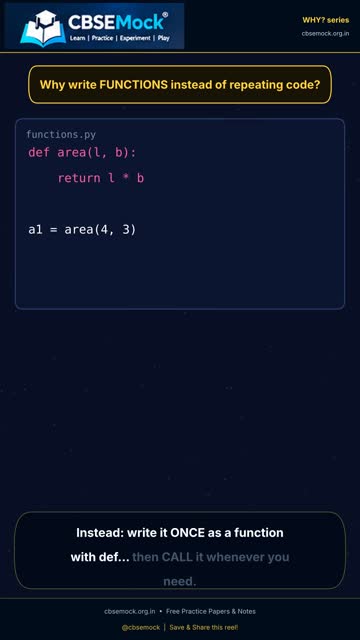 CBSEMock®
Learn | Practice | Experiment | Play
WHY? series
cbsemock.org.in
Why write FUNCTIONS instead of repeating code?
functions.py
def area(l, b):
    return l * b
a1 = area(4, 3)
Instead: write it ONCE as a function
with def... then CALL it whenever you
need.
cbsemock.org.in • Free Practice Papers & Notes
@cbsemock | Save & Share this reel!